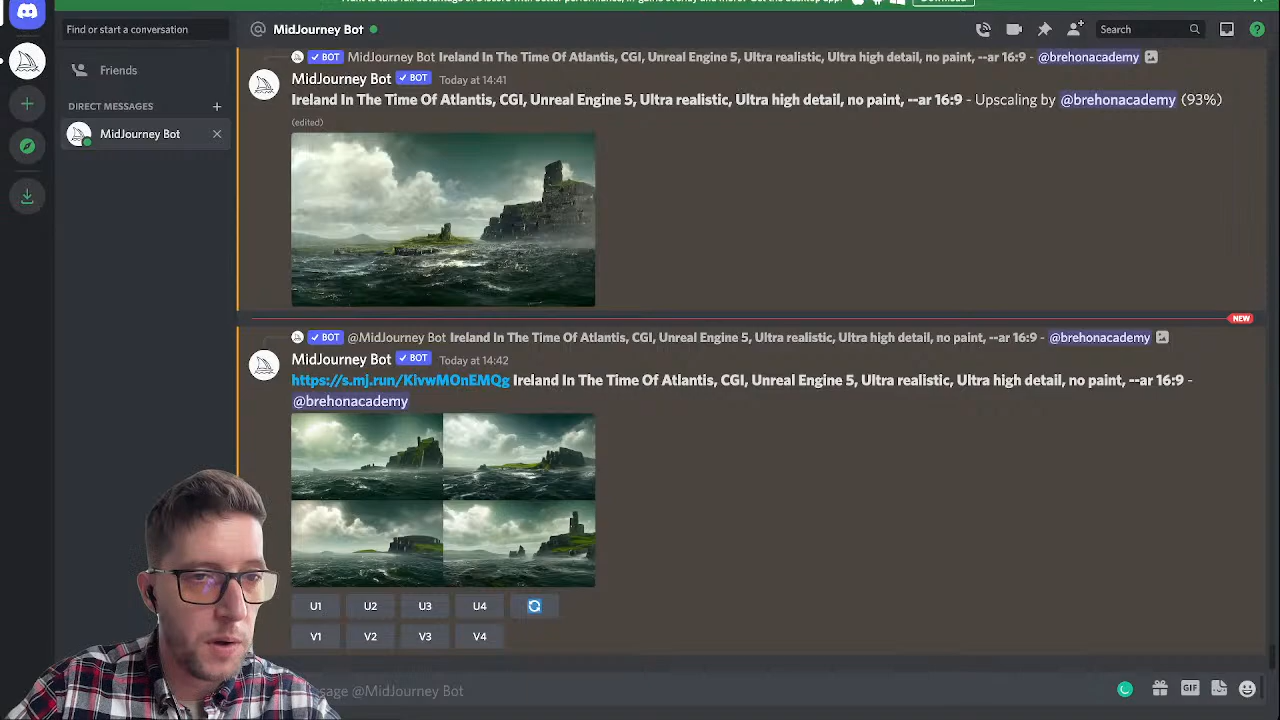 Find or start a conversation
@ MidJourney Bot
Search
Friends
DIRECT MESSAGES +
MidJourney Bot
BOT MidJourney Bot Ireland In The Time Of Atlantis, CGI, Unreal Engine 5, Ultra realistic, Ultra high detail, no paint, --ar 16:9 - @brehonacademy
MidJourney Bot BOT Today at 14:41
Ireland In The Time Of Atlantis, CGI, Unreal Engine 5, Ultra realistic, Ultra high detail, no paint, --ar 16:9 - Upscaling by @brehonacademy (93%)
(edited)
NEW
BOT @MidJourney Bot Ireland In The Time Of Atlantis, CGI, Unreal Engine 5, Ultra realistic, Ultra high detail, no paint, --ar 16:9 - @brehonacademy
MidJourney Bot BOT Today at 14:42
https://s.mj.run/KivwMOnEMQg Ireland In The Time Of Atlantis, CGI, Unreal Engine 5, Ultra realistic, Ultra high detail, no paint, --ar 16:9 -
@brehonacademy
U1 U2 U3 U4
V1 V2 V3 V4
@MidJourney Bot
GIF